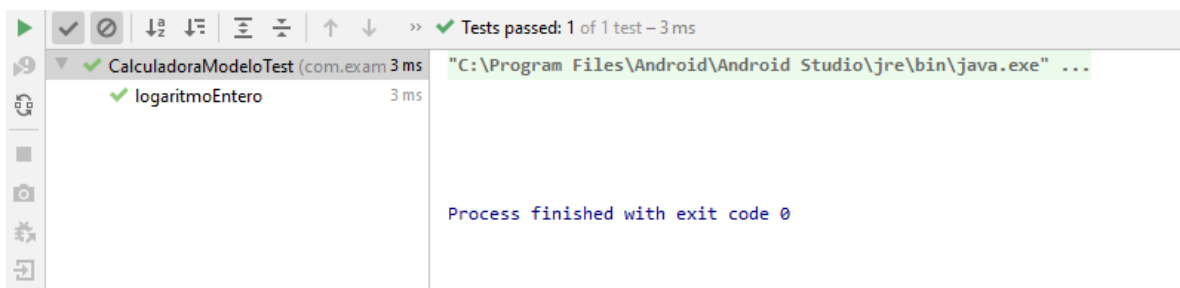 Tests passed: 1 of 1 test – 3 ms
CalculadoraModeloTest (com.exam 3 ms
logaritmoEntero 3 ms
"C:\Program Files\Android\Android Studio\jre\bin\java.exe" ...
Process finished with exit code 0